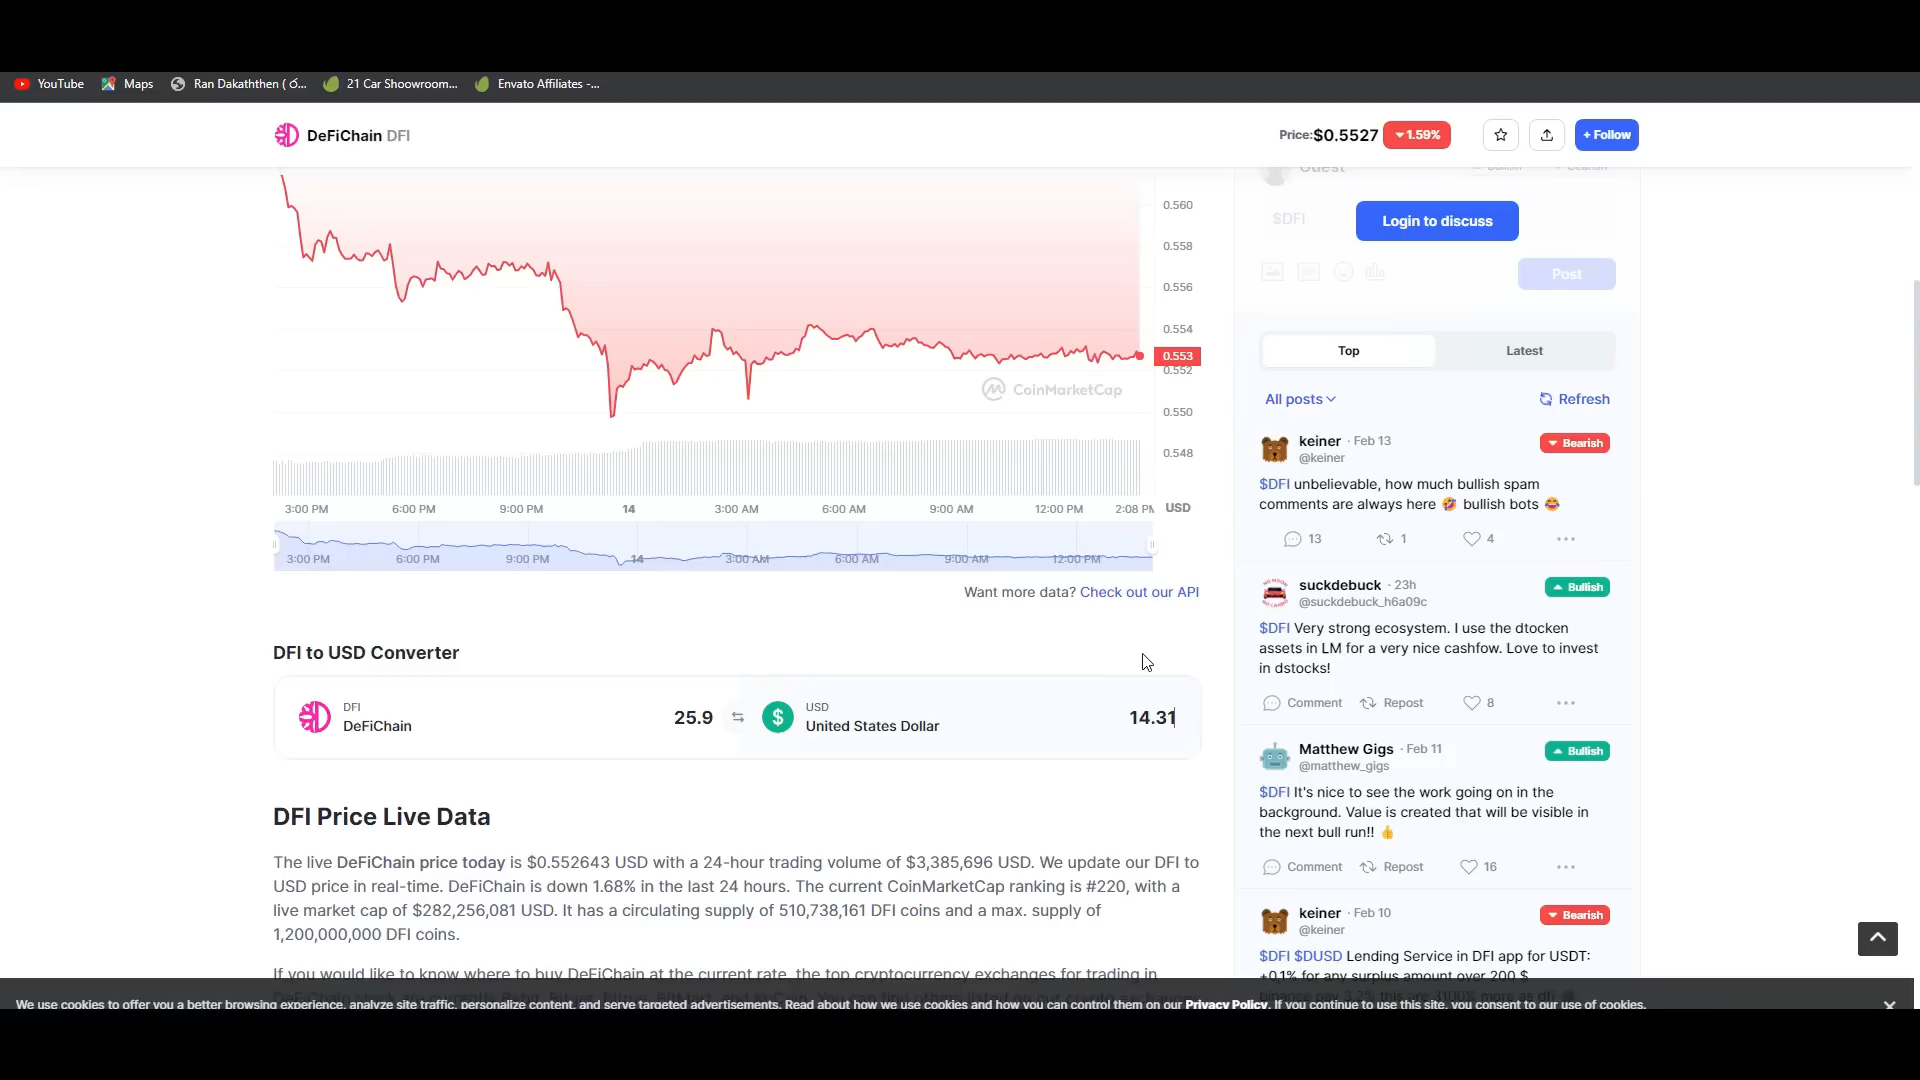 YouTube
Maps
Ran Dakaththen ( ර්...
21 Car Shoowroom...
Envato Affiliates -...
DeFiChain DFI
Price:$0.5527
1.59%
+ Follow
$DFI
Login to discuss
Post
0.560
0.558
0.556
0.554
0.553
0.552
0.550
0.548
CoinMarketCap
3:00 PM 6:00 PM 9:00 PM 14 3:00 AM 6:00 AM 9:00 AM 12:00 PM 2:08 PM USD
3:00 PM 6:00 PM 9:00 PM 14 3:00 AM 6:00 AM 9:00 AM 12:00 PM
Want more data? Check out our API
DFI to USD Converter
DFI
DeFiChain
25.9
USD
United States Dollar
14.31
DFI Price Live Data
The live DeFiChain price today is $0.552643 USD with a 24-hour trading volume of $3,385,696 USD. We update our DFI to
USD price in real-time. DeFiChain is down 1.68% in the last 24 hours. The current CoinMarketCap ranking is #220, with a
live market cap of $282,256,081 USD. It has a circulating supply of 510,738,161 DFI coins and a max. supply of
1,200,000,000 DFI coins.
If you would like to know where to buy DeFiChain at the current rate, the top cryptocurrency exchanges for trading in
Top
Latest
All posts
Refresh
keiner · Feb 13
@keiner
Bearish
$DFI unbelievable, how much bullish spam
comments are always here 🤣 bullish bots 😂
13 1 4
suckdebuck · 23h
@suckdebuck_h6a09c
Bullish
$DFI Very strong ecosystem. I use the dtocken
assets in LM for a very nice cashfow. Love to invest
in dstocks!
Comment Repost 8
Matthew Gigs · Feb 11
@matthew_gigs
Bullish
$DFI It's nice to see the work going on in the
background. Value is created that will be visible in
the next bull run!! 👍
Comment Repost 16
keiner · Feb 10
@keiner
Bearish
$DFI $DUSD Lending Service in DFI app for USDT:
+0,1% for any surplus amount over 200 $
We use cookies to offer you a better browsing experience, analyze site traffic, personalize content, and serve targeted advertisements. Read about how we use cookies and how you can control them on our Privacy Policy. If you continue to use this site, you consent to our use of cookies.